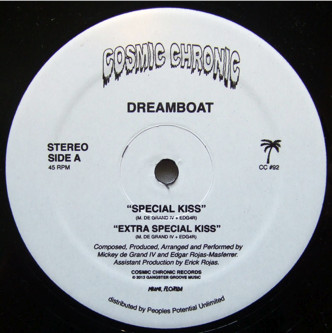 COSMIC CHRONIC
DREAMBOAT
STEREO
SIDE A
45 RPM
CC #92
"SPECIAL KISS"
(M. DE GRAND IV + EDG4R)
"EXTRA SPECIAL KISS"
(M. DE GRAND IV + EDG4R)
Composed, Produced, Arranged and Performed by
Mickey de Grand IV and Edgar Rojas-Masferrer.
Assistant Production by Erick Rojas.
COSMIC CHRONIC RECORDS
© 2013 GANGSTER GROOVE MUSIC
MIAMI, FLORIDA
distributed by Peoples Potential Unlimited